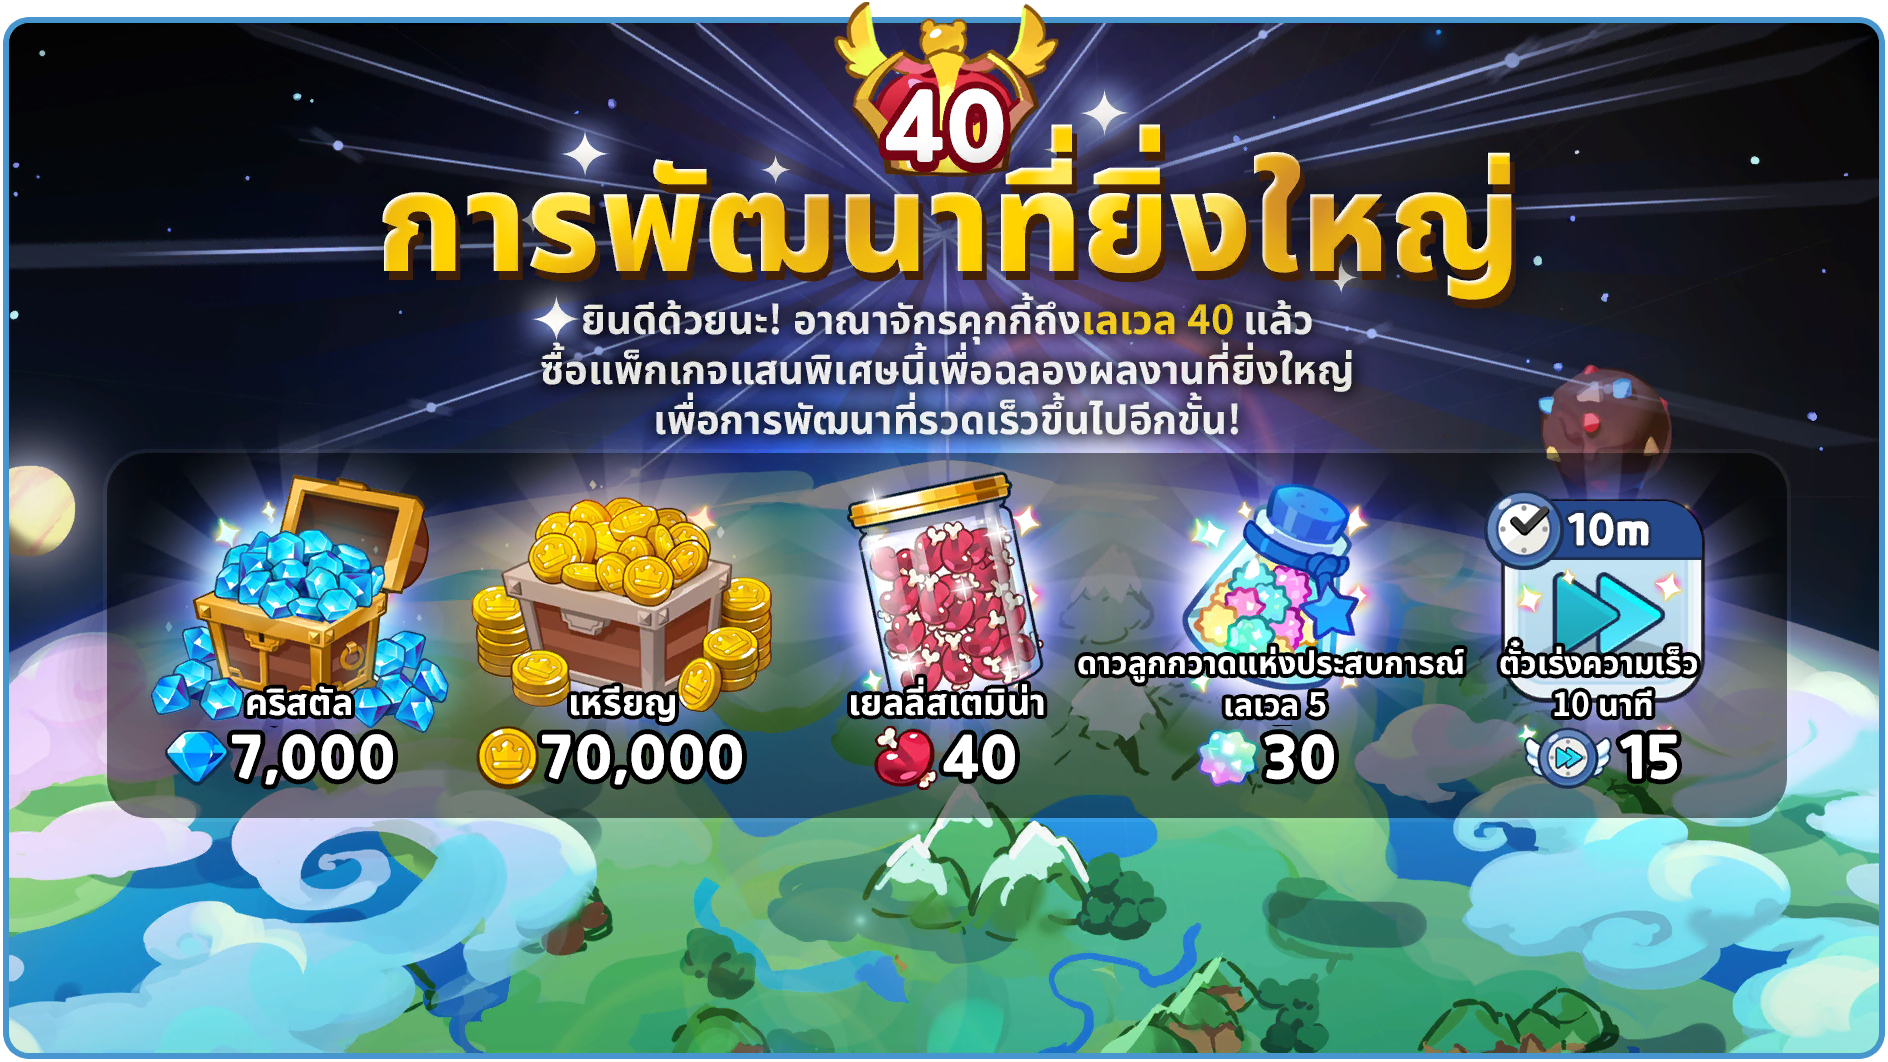 40
การพัฒนาที่ยิ่งใหญ่
ยินดีด้วยนะ! อาณาจักรคุกกี้ถึงเลเวล 40 แล้ว
ซื้อแพ็กเกจแสนพิเศษนี้เพื่อฉลองผลงานที่ยิ่งใหญ่
เพื่อการพัฒนาที่รวดเร็วขึ้นไปอีกขั้น!
คริสตัล
7,000
เหรียญ
70,000
เยลลี่สเตมิน่า
40
ดาวลูกกวาดแห่งประสบการณ์
เลเวล 5
30
10m
ตั๋วเร่งความเร็ว
10 นาที
15